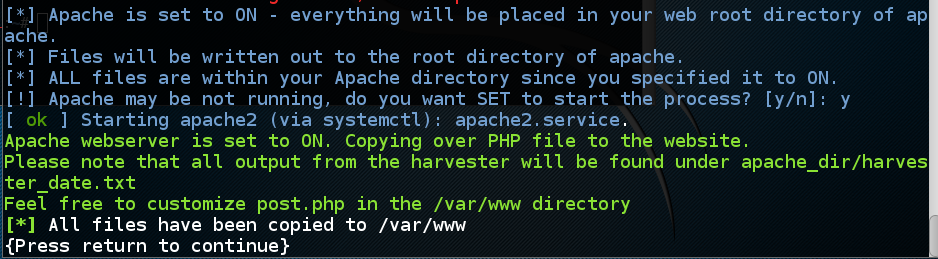 [*] Apache is set to ON - everything will be placed in your web root directory of ap
ache.
[*] Files will be written out to the root directory of apache.
[*] ALL files are within your Apache directory since you specified it to ON.
[!] Apache may be not running, do you want SET to start the process? [y/n]: y
[ ok ] Starting apache2 (via systemctl): apache2.service.
Apache webserver is set to ON. Copying over PHP file to the website.
Please note that all output from the harvester will be found under apache_dir/harves
ter_date.txt
Feel free to customize post.php in the /var/www directory
[*] All files have been copied to /var/www
{Press return to continue}